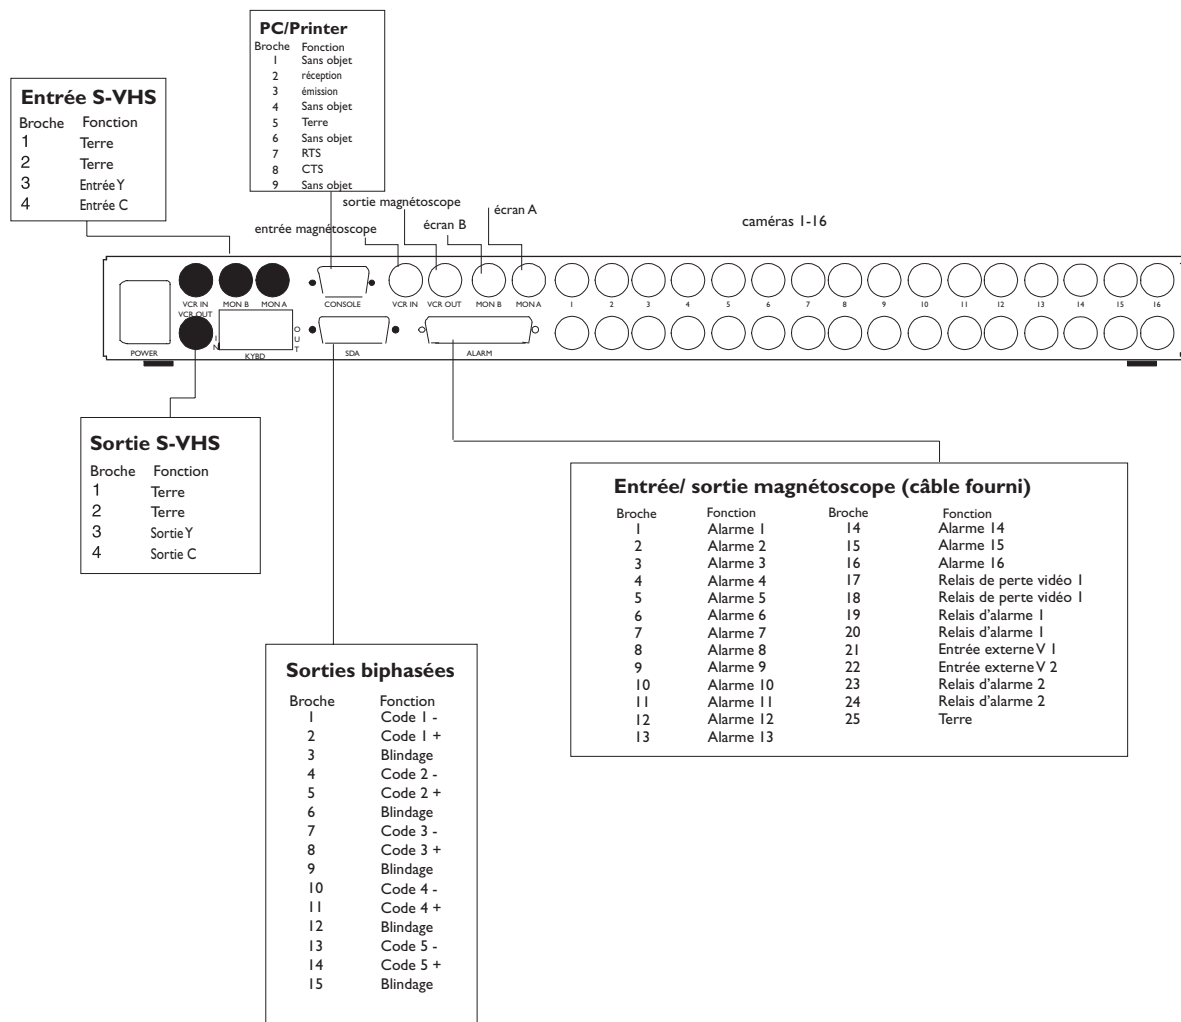 PC/Printer
Broche Fonction
1 Sans objet
2 réception
3 émission
4 Sans objet
5 Terre
6 Sans objet
7 RTS
8 CTS
9 Sans objet
Entrée S-VHS
Broche Fonction
1 Terre
2 Terre
3 Entrée Y
4 Entrée C
entrée magnétoscope
sortie magnétoscope
écran B
écran A
caméras 1-16
VCR IN
MON B
MON A
CONSOLE
VCR IN
VCR OUT
MON B
MON A
1 2 3 4 5 6 7 8 9 10 11 12 13 14 15 16
VCR OUT
IN
OUT
POWER
KYBD
SDA
ALARM
Sortie S-VHS
Broche Fonction
1 Terre
2 Terre
3 Sortie Y
4 Sortie C
Entrée/ sortie magnétoscope (câble fourni)
Broche Fonction Broche Fonction
1 Alarme 1 14 Alarme 14
2 Alarme 2 15 Alarme 15
3 Alarme 3 16 Alarme 16
4 Alarme 4 17 Relais de perte vidéo 1
5 Alarme 5 18 Relais de perte vidéo 1
6 Alarme 6 19 Relais d'alarme 1
7 Alarme 7 20 Relais d'alarme 1
8 Alarme 8 21 Entrée externe V 1
9 Alarme 9 22 Entrée externe V 2
10 Alarme 10 23 Relais d'alarme 2
11 Alarme 11 24 Relais d'alarme 2
12 Alarme 12 25 Terre
13 Alarme 13
Sorties biphasées
Broche Fonction
1 Code 1 -
2 Code 1 +
3 Blindage
4 Code 2 -
5 Code 2 +
6 Blindage
7 Code 3 -
8 Code 3 +
9 Blindage
10 Code 4 -
11 Code 4 +
12 Blindage
13 Code 5 -
14 Code 5 +
15 Blindage